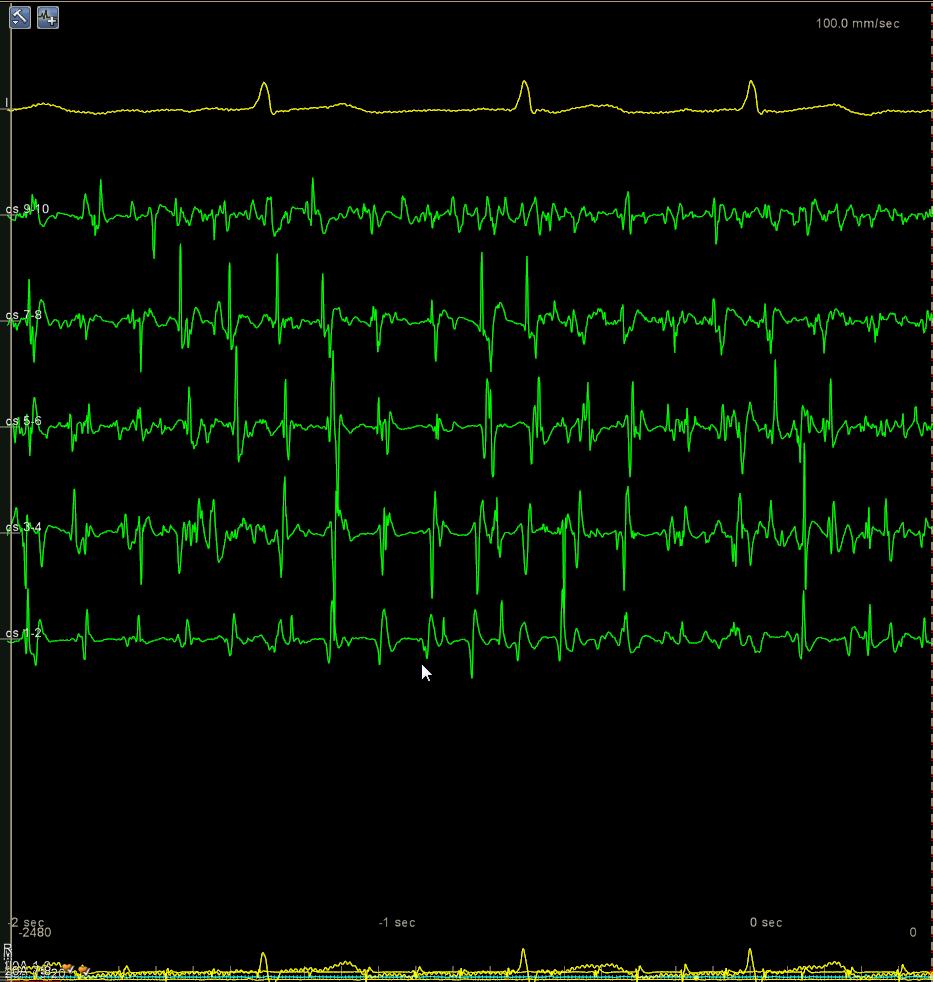 100.0 mm/sec
I
cs 9-10
cs 7-8
cs 5-6
cs 3-4
cs 1-2
-2 sec
-1 sec
0 sec
-2480
0